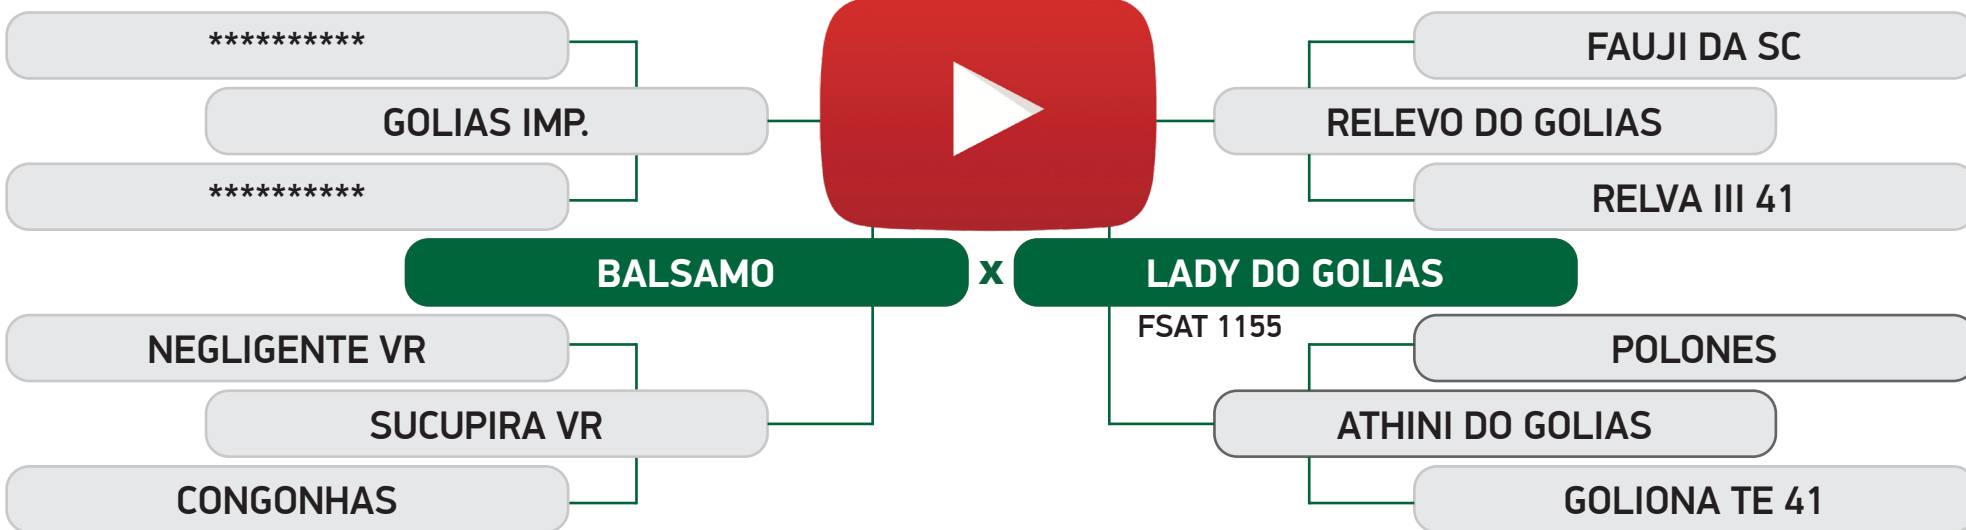 **********
GOLIAS IMP.
**********
BALSAMO
NEGLIGENTE VR
SUCUPIRA VR
CONGONHAS
X
FAUJI DA SC
RELEVO DO GOLIAS
RELVA III 41
LADY DO GOLIAS
FSAT 1155
POLONES
ATHINI DO GOLIAS
GOLIONA TE 41